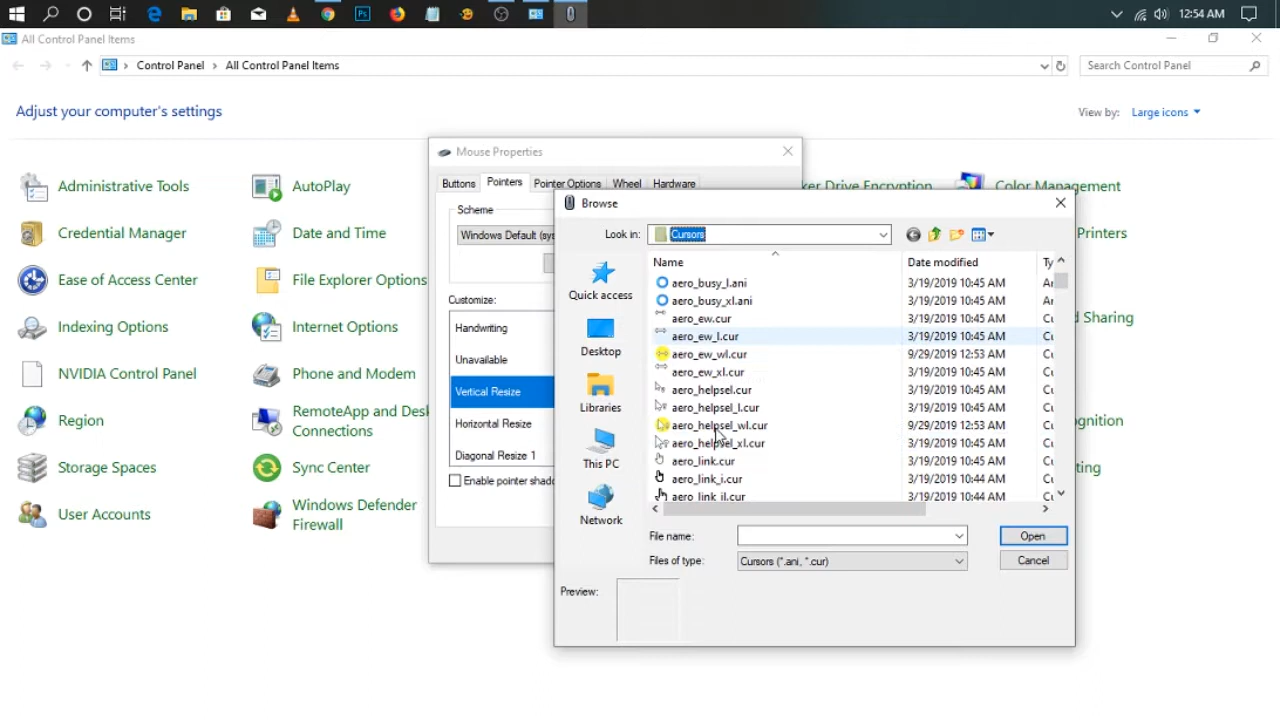 12:54 AM
All Control Panel Items
Control Panel
All Control Panel Items
Search Control Panel
Adjust your computer's settings
View by:
Large icons
Administrative Tools
AutoPlay
ker Drive Encryption
Color Management
Credential Manager
Date and Time
Printers
Ease of Access Center
File Explorer Options
Indexing Options
Internet Options
d Sharing
NVIDIA Control Panel
Phone and Modem
Region
RemoteApp and Desk
Connections
ognition
Storage Spaces
Sync Center
User Accounts
Windows Defender
Firewall
Mouse Properties
Buttons
Pointers
Pointer Options
Wheel
Hardware
Scheme
Windows Default (sys
Customize:
Handwriting
Unavailable
Vertical Resize
Horizontal Resize
Diagonal Resize 1
Enable pointer shado
Browse
Look in:
Cursors
Quick access
Desktop
Libraries
This PC
Network
Name
Date modified
Ty
aero_busy_l.ani 3/19/2019 10:45 AM
aero_busy_xl.ani 3/19/2019 10:45 AM
aero_ew.cur 3/19/2019 10:45 AM
aero_ew_l.cur 3/19/2019 10:45 AM
aero_ew_wl.cur 9/29/2019 12:53 AM
aero_ew_xl.cur 3/19/2019 10:45 AM
aero_helpsel.cur 3/19/2019 10:45 AM
aero_helpsel_l.cur 3/19/2019 10:45 AM
aero_helpsel_wl.cur 9/29/2019 12:53 AM
aero_helpsel_xl.cur 3/19/2019 10:45 AM
aero_link.cur 3/19/2019 10:45 AM
aero_link_i.cur 3/19/2019 10:44 AM
aero_link_il.cur 3/19/2019 10:44 AM
File name:
Open
Files of type:
Cursors (*.ani, *.cur)
Cancel
Preview: